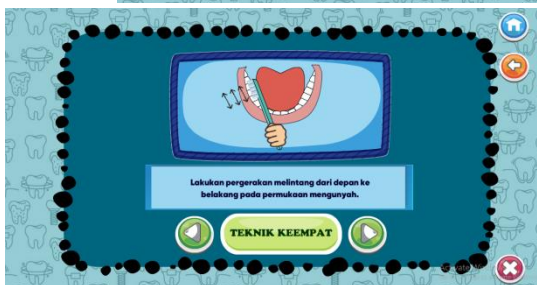 Lakukan pergerakan melintang dari depan ke
belakang pada permukaan mengunyah.
TEKNIK KEEMPAT